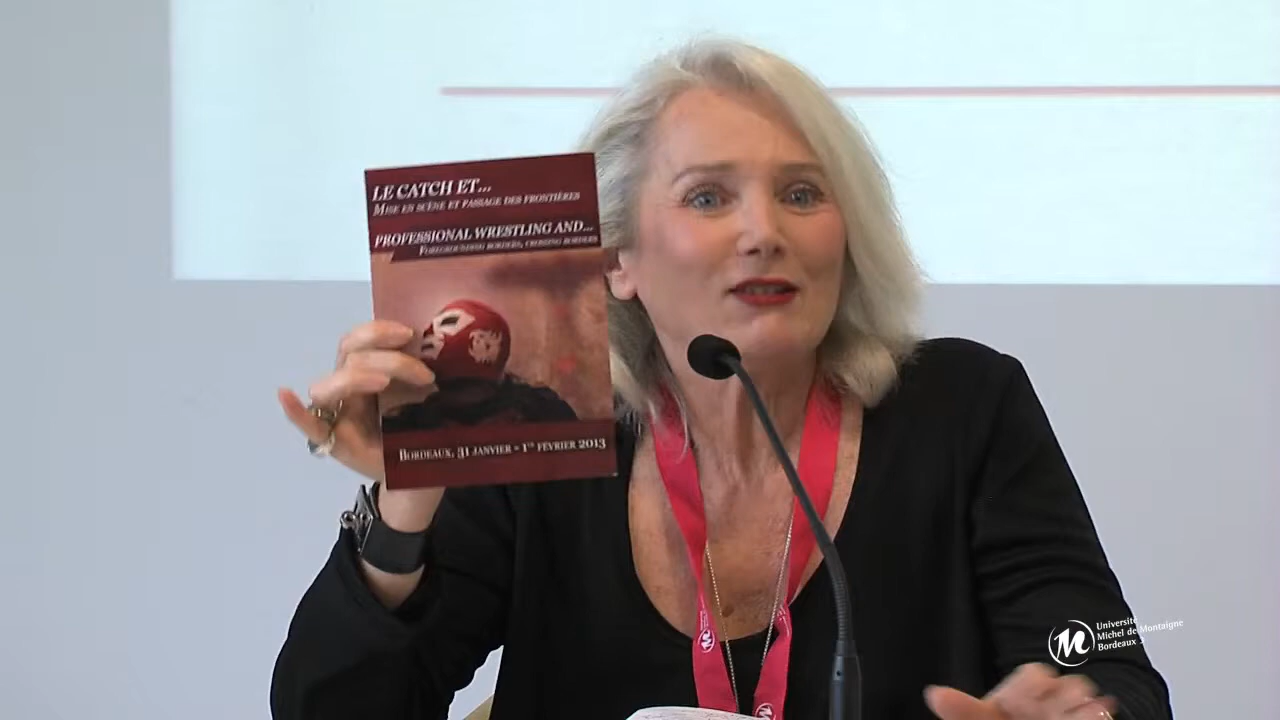 LE CATCH ET...
MISE EN SCÈNE ET PASSAGE DES FRONTIÈRES
PROFESSIONAL WRESTLING AND...
FOREGROUNDING BORDERS, CROSSING BORDERS
BORDEAUX, 31 JANVIER - 1ER FÉVRIER 2013
Université
Michel de Montaigne
Bordeaux 3